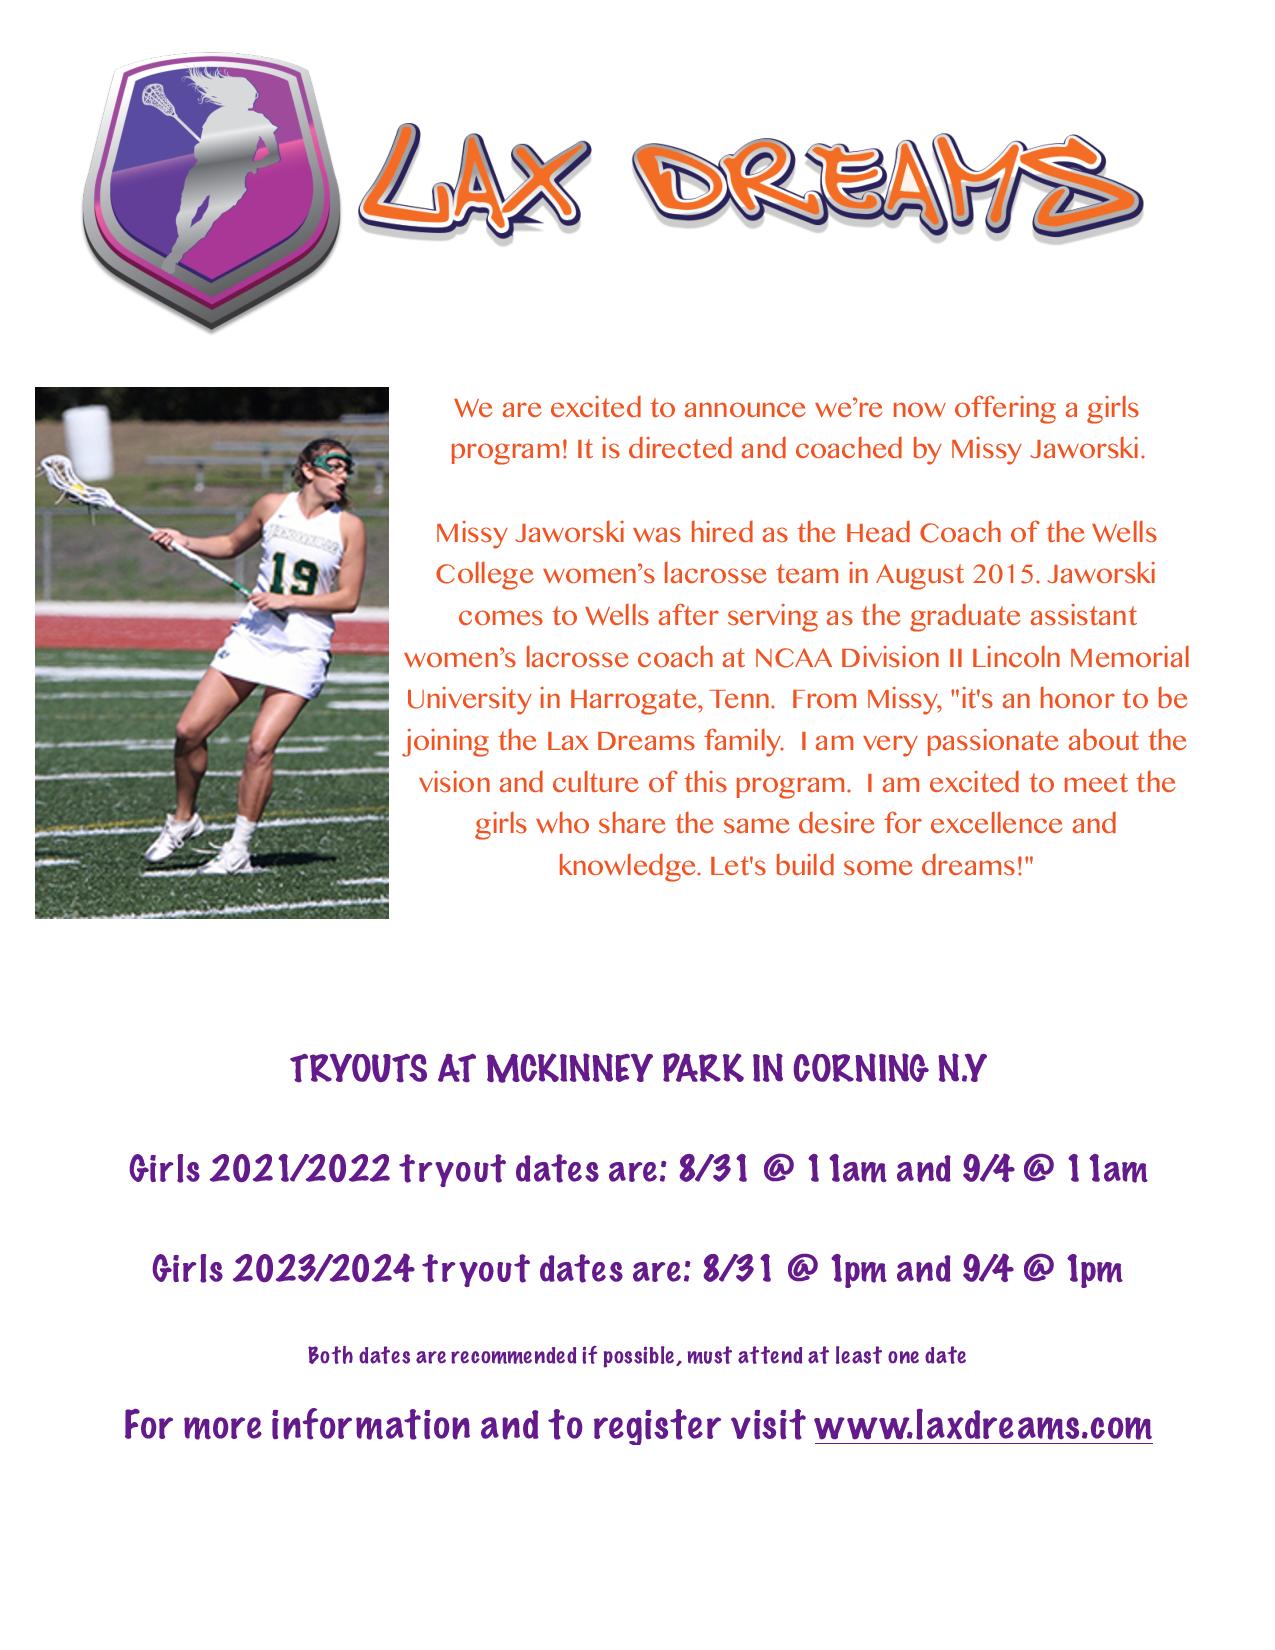 LAX DREAMS
We are excited to announce we’re now offering a girls
program! It is directed and coached by Missy Jaworski.
Missy Jaworski was hired as the Head Coach of the Wells
College women’s lacrosse team in August 2015. Jaworski
comes to Wells after serving as the graduate assistant
women’s lacrosse coach at NCAA Division II Lincoln Memorial
University in Harrogate, Tenn.  From Missy, "it's an honor to be
joining the Lax Dreams family.  I am very passionate about the
vision and culture of this program.  I am excited to meet the
girls who share the same desire for excellence and
knowledge. Let's build some dreams!"
19
TRYOUTS AT MCKINNEY PARK IN CORNING N.Y
Girls 2021/2022 tryout dates are: 8/31 @ 11am and 9/4 @ 11am
Girls 2023/2024 tryout dates are: 8/31 @ 1pm and 9/4 @ 1pm
Both dates are recommended if possible, must attend at least one date
For more information and to register visit www.laxdreams.com